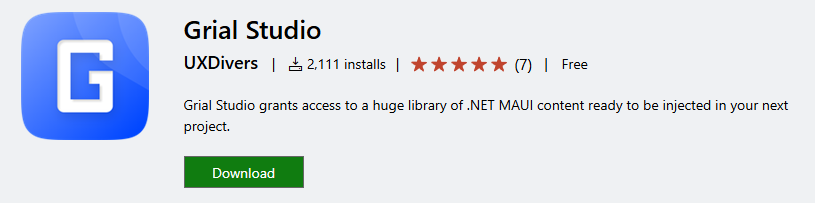 G
Grial Studio
UXDivers | 2,111 installs | (7) | Free
Grial Studio grants access to a huge library of .NET MAUI content ready to be injected in your next
project.
Download